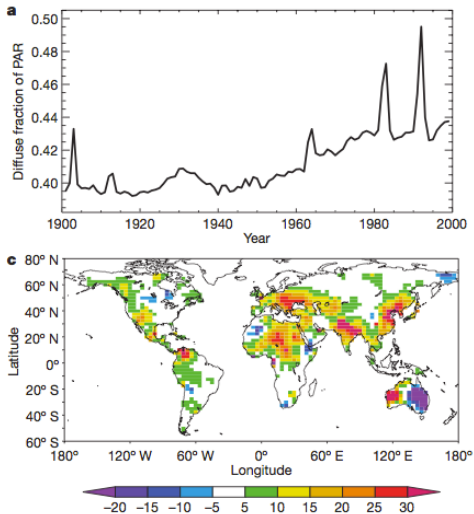 a
0.50
0.48
0.46
0.44
0.42
0.40
Diffuse fraction of PAR
1900 1920 1940 1960 1980 2000
Year
c
80° N
60° N
40° N
20° N
0°
20° S
40° S
60° S
Latitude
180° 120° W 60° W 0° 60° E 120° E 180°
Longitude
−20 −15 −10 −5 5 10 15 20 25 30